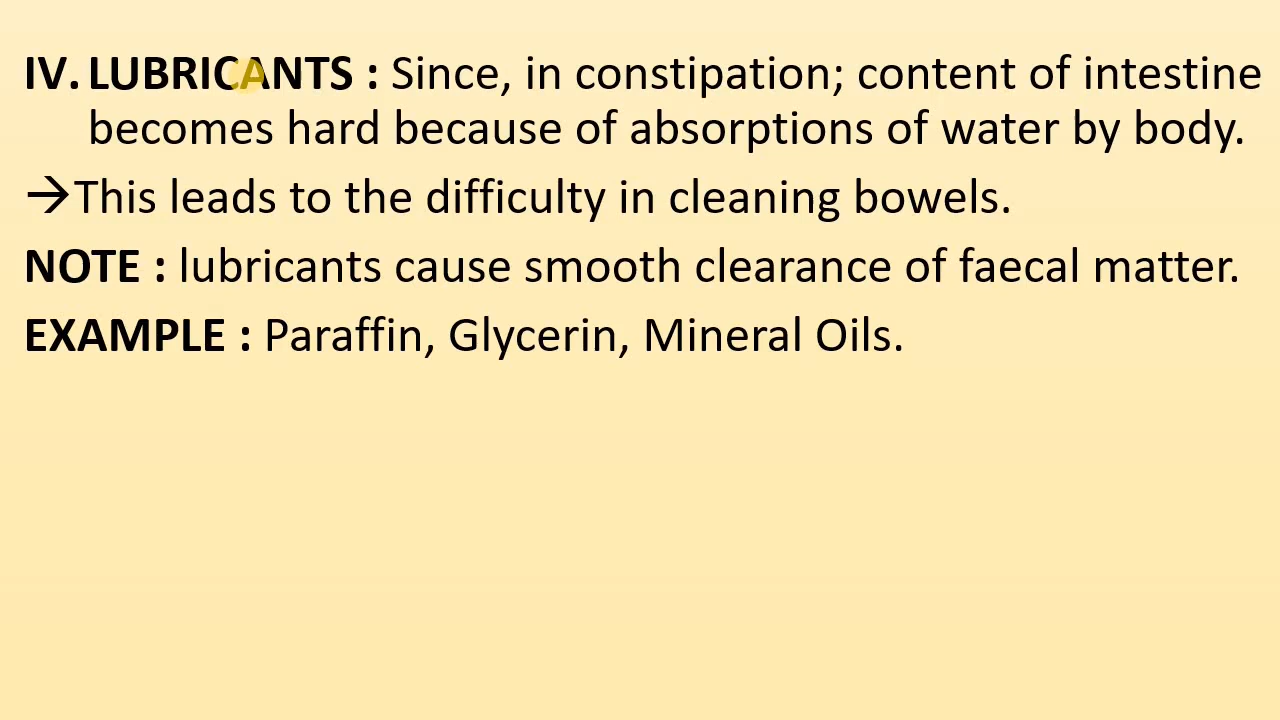 IV. LUBRICANTS : Since, in constipation; content of intestine
becomes hard because of absorptions of water by body.
→This leads to the difficulty in cleaning bowels.
NOTE : lubricants cause smooth clearance of faecal matter.
EXAMPLE : Paraffin, Glycerin, Mineral Oils.